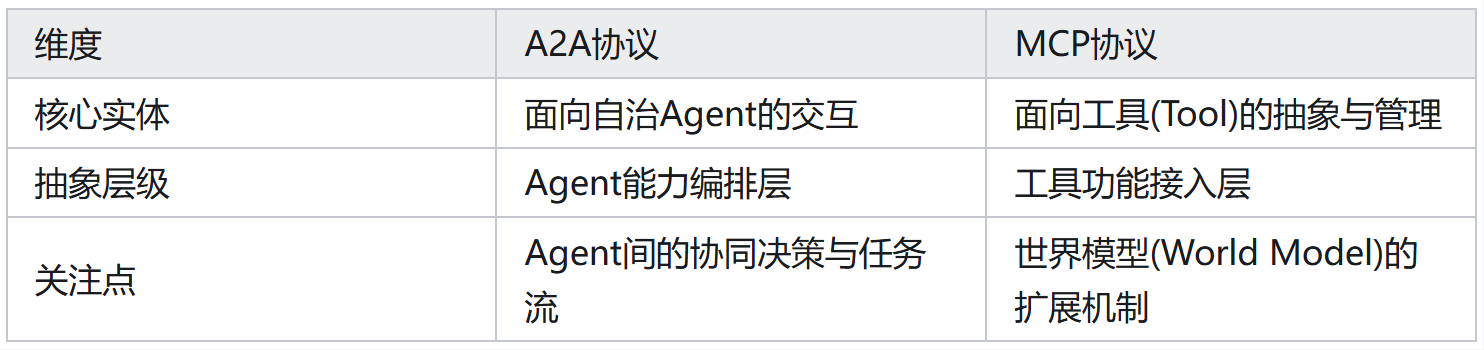 维度 A2A协议 MCP协议
核心实体 面向自治Agent的交互 面向工具(Tool)的抽象与管理
抽象层级 Agent能力编排层 工具功能接入层
关注点
Agent间的协同决策与任务
流
世界模型(World Model)的
扩展机制